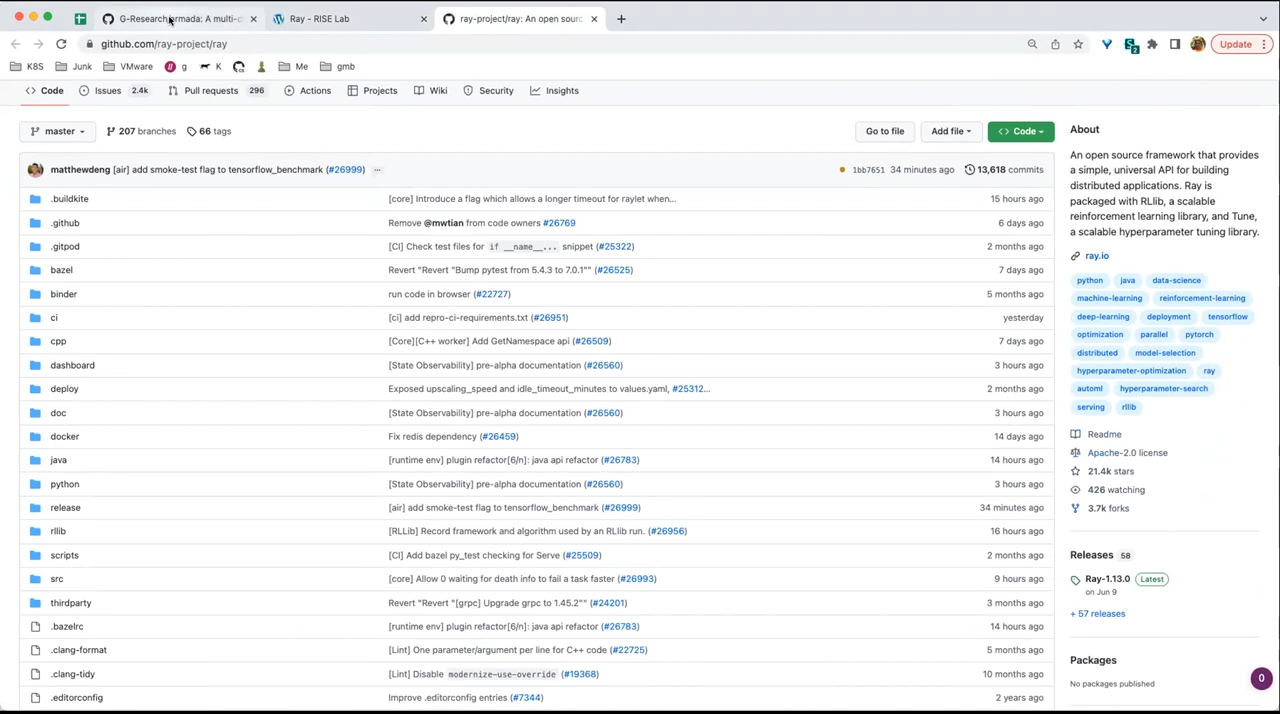 G-Research/armada: A multi-c
Ray - RISE Lab
ray-project/ray: An open sourc
github.com/ray-project/ray
2
Update
K8S
Junk
VMware
g
K
Me
gmb
Code
Issues 2.4k
Pull requests 296
Actions
Projects
Wiki
Security
Insights
master
207 branches
66 tags
Go to file
Add file
Code
matthewdeng [air] add smoke-test flag to tensorflow_benchmark (#26999) ...
1bb7651 34 minutes ago
13,618 commits
.buildkite [core] Introduce a flag which allows a longer timeout for raylet when... 15 hours ago
.github Remove @mwtian from code owners #26769 6 days ago
.gitpod [CI] Check test files for if __name__... snippet (#25322) 2 months ago
bazel Revert "Revert "Bump pytest from 5.4.3 to 7.0.1"" (#26525) 7 days ago
binder run code in browser (#22727) 5 months ago
ci [ci] add repro-ci-requirements.txt (#26951) yesterday
cpp [Core][C++ worker] Add GetNamespace api (#26509) 7 days ago
dashboard [State Observability] pre-alpha documentation (#26560) 3 hours ago
deploy Exposed upscaling_speed and idle_timeout_minutes to values.yaml, #25312... 2 months ago
doc [State Observability] pre-alpha documentation (#26560) 3 hours ago
docker Fix redis dependency (#26459) 14 days ago
java [runtime env] plugin refactor[6/n]: java api refactor (#26783) 14 hours ago
python [State Observability] pre-alpha documentation (#26560) 3 hours ago
release [air] add smoke-test flag to tensorflow_benchmark (#26999) 34 minutes ago
rllib [RLLib] Record framework and algorithm used by an RLlib run. (#26956) 16 hours ago
scripts [CI] Add bazel py_test checking for Serve (#25509) 2 months ago
src [core] Allow 0 waiting for death info to fail a task faster (#26993) 9 hours ago
thirdparty Revert "Revert "[grpc] Upgrade grpc to 1.45.2"" (#24201) 3 months ago
.bazelrc [runtime env] plugin refactor[6/n]: java api refactor (#26783) 14 hours ago
.clang-format [Lint] One parameter/argument per line for C++ code (#22725) 5 months ago
.clang-tidy [Lint] Disable modernize-use-override (#19368) 10 months ago
.editorconfig Improve .editorconfig entries (#7344) 2 years ago
About
An open source framework that provides
a simple, universal API for building
distributed applications. Ray is
packaged with RLlib, a scalable
reinforcement learning library, and Tune,
a scalable hyperparameter tuning library.
ray.io
python java data-science
machine-learning reinforcement-learning
deep-learning deployment tensorflow
optimization parallel pytorch
distributed model-selection
hyperparameter-optimization ray
automl hyperparameter-search
serving rllib
Readme
Apache-2.0 license
21.4k stars
426 watching
3.7k forks
Releases 58
Ray-1.13.0 Latest
on Jun 9
+ 57 releases
Packages
No packages published
0